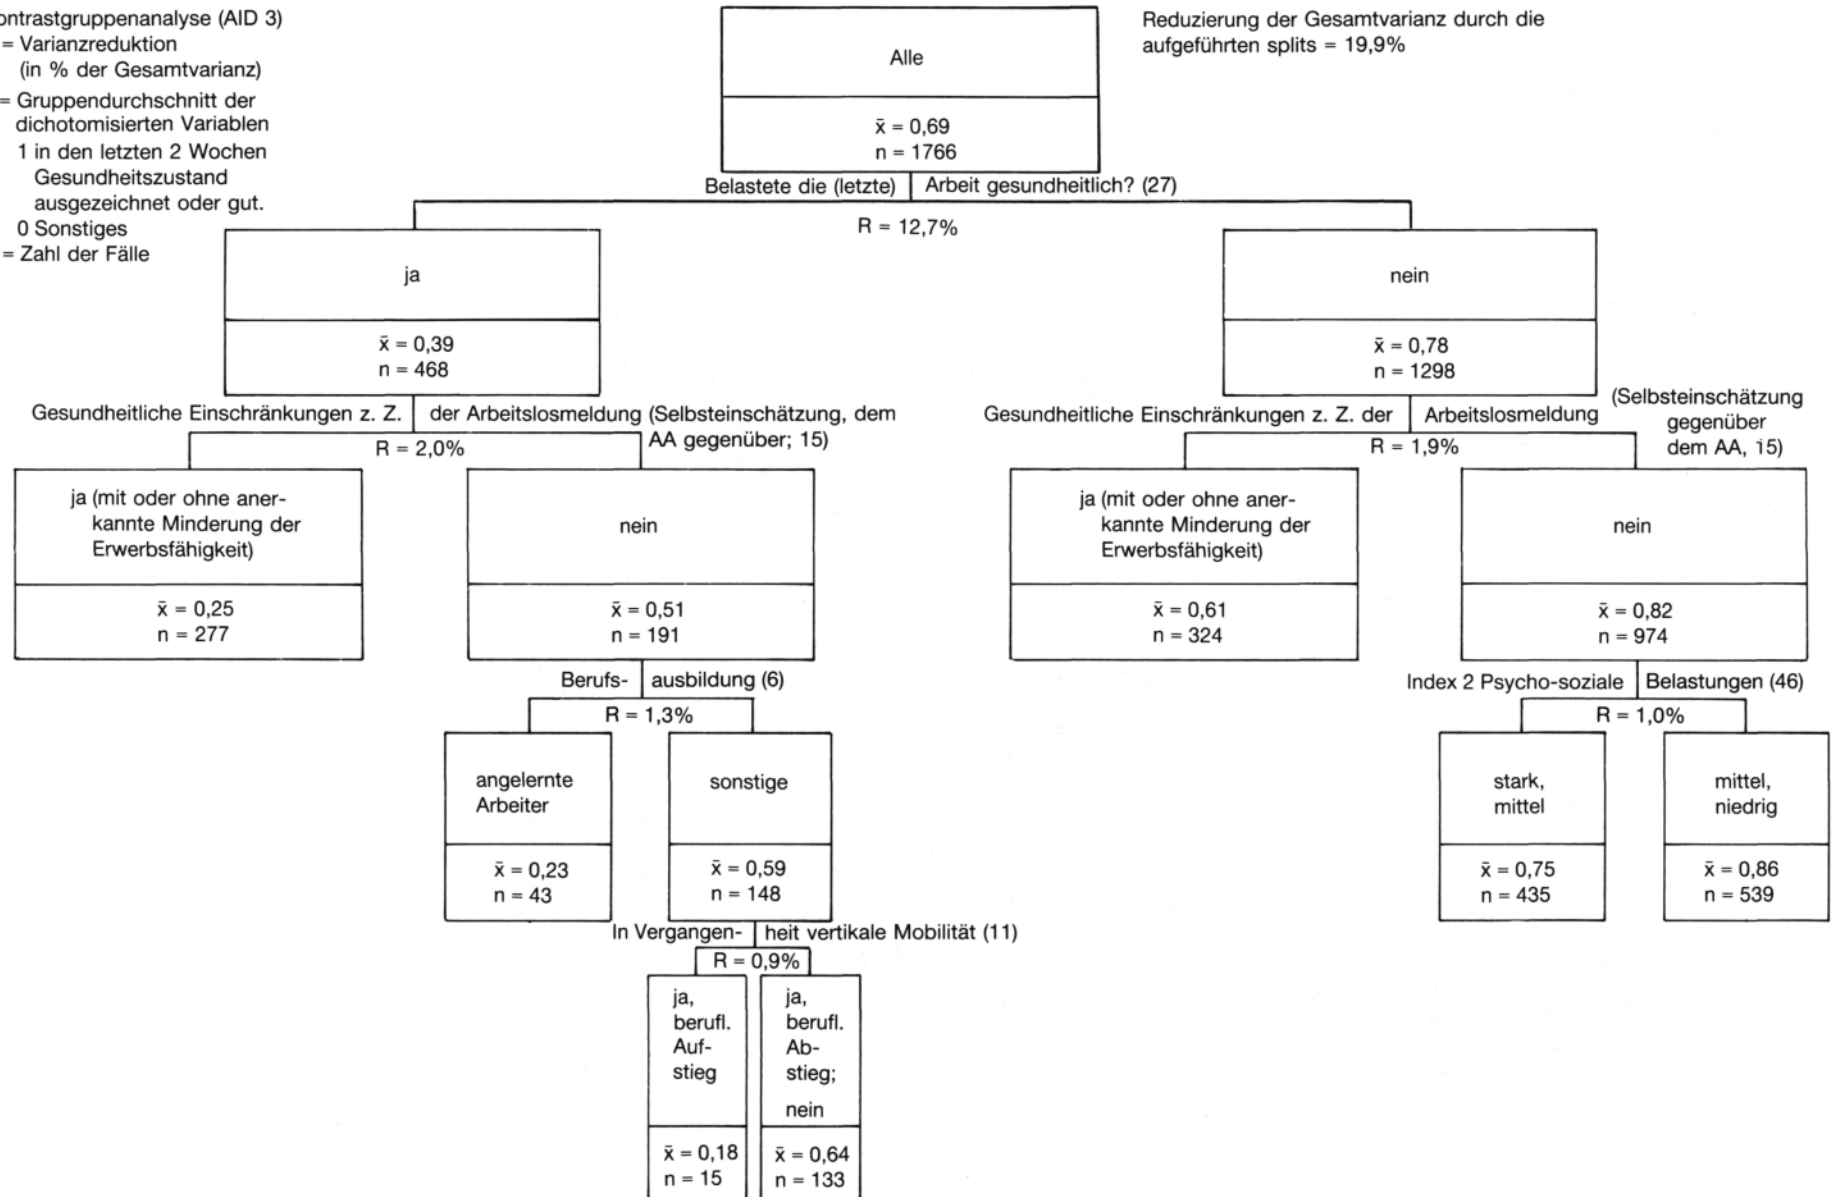 ontrastgruppenanalyse (AID 3)
= Varianzreduktion
(in % der Gesamtvarianz)
= Gruppendurchschnitt der
dichotomisierten Variablen
1 in den letzten 2 Wochen
Gesundheitszustand
ausgezeichnet oder gut.
0 Sonstiges
= Zahl der Fälle
Reduzierung der Gesamtvarianz durch die
aufgeführten splits = 19,9%
Alle
x̄ = 0,69
n = 1766
Belastete die (letzte) Arbeit gesundheitlich? (27)
R = 12,7%
ja
x̄ = 0,39
n = 468
nein
x̄ = 0,78
n = 1298
Gesundheitliche Einschränkungen z. Z. der Arbeitslosmeldung (Selbsteinschätzung, dem
AA gegenüber; 15)
R = 2,0%
Gesundheitliche Einschränkungen z. Z. der Arbeitslosmeldung
(Selbsteinschätzung
gegenüber
dem AA, 15)
R = 1,9%
ja (mit oder ohne aner-
kannte Minderung der
Erwerbsfähigkeit)
x̄ = 0,25
n = 277
nein
x̄ = 0,51
n = 191
ja (mit oder ohne aner-
kannte Minderung der
Erwerbsfähigkeit)
x̄ = 0,61
n = 324
nein
x̄ = 0,82
n = 974
Berufs- ausbildung (6)
R = 1,3%
Index 2 Psycho-soziale Belastungen (46)
R = 1,0%
angelernte
Arbeiter
x̄ = 0,23
n = 43
sonstige
x̄ = 0,59
n = 148
stark,
mittel
x̄ = 0,75
n = 435
mittel,
niedrig
x̄ = 0,86
n = 539
In Vergangen- heit vertikale Mobilität (11)
R = 0,9%
ja,
berufl.
Auf-
stieg
x̄ = 0,18
n = 15
ja,
berufl.
Ab-
stieg;
nein
x̄ = 0,64
n = 133